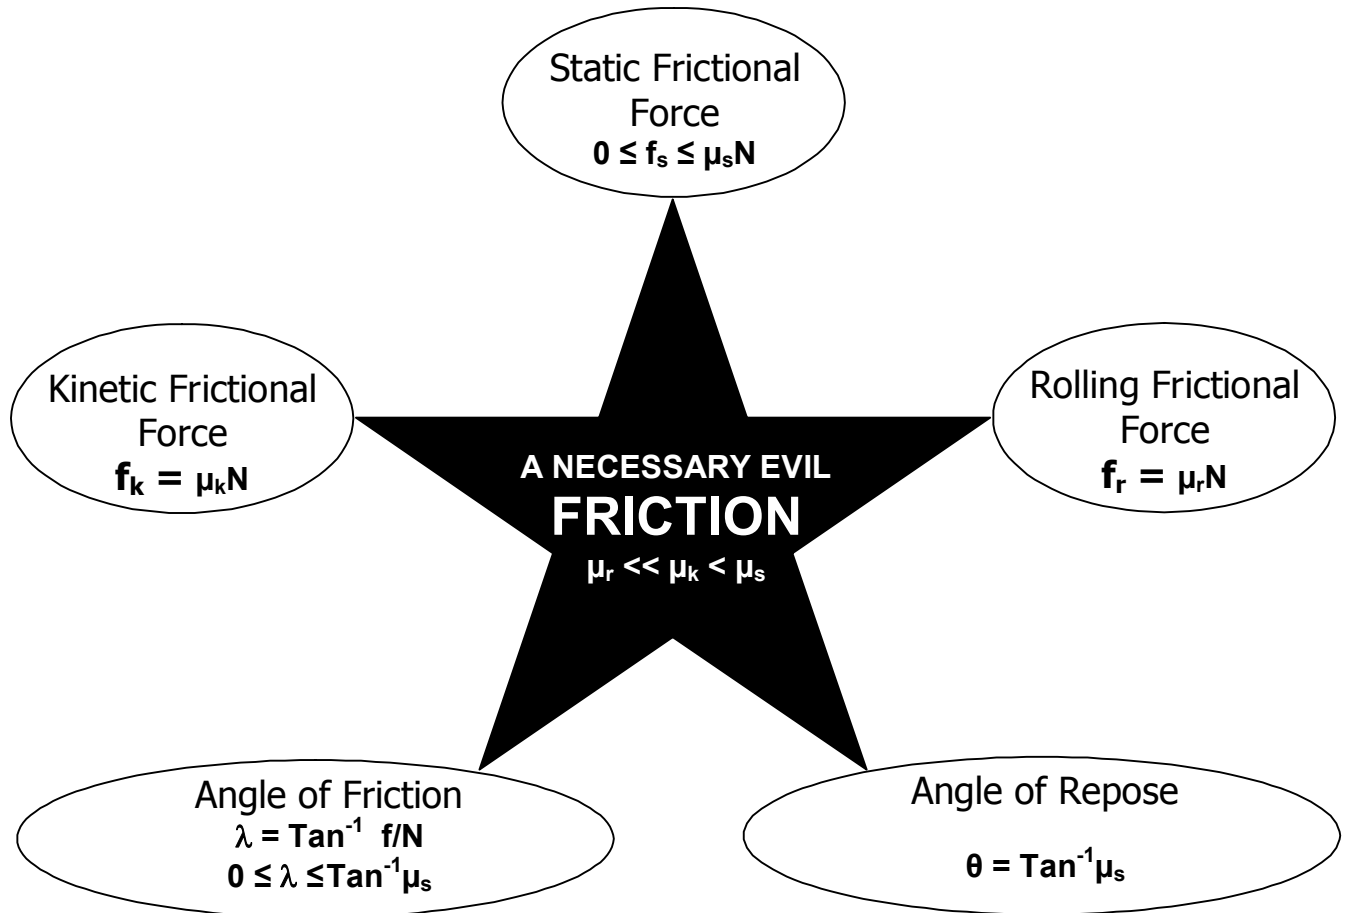 Static Frictional
Force
0 ≤ fₛ ≤ μₛN
Kinetic Frictional
Force
fₖ = μₖN
Rolling Frictional
Force
fᵣ = μᵣN
A NECESSARY EVIL
FRICTION
μᵣ << μₖ < μₛ
Angle of Friction
λ = Tan⁻¹ f/N
0 ≤ λ ≤Tan⁻¹μₛ
Angle of Repose
θ = Tan⁻¹μₛ